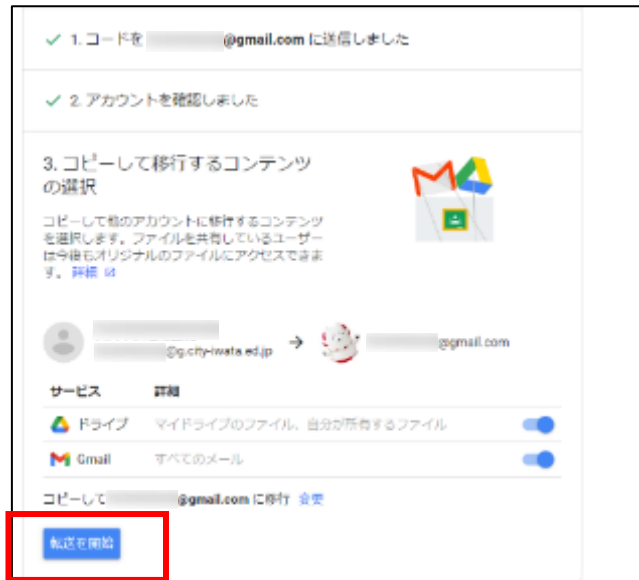 1. コードを @gmail.com に送信しました
2. アカウントを確認しました
3. コピーして移行するコンテンツ
の選択
コピーして他のアカウントに移行するコンテンツ
を選択します。ファイルを共有しているユーザー
は今後もオリジナルのファイルにアクセスできま
す。 詳細
@g.city-iwata.ed.jp → @gmail.com
サービス 詳細
ドライブ マイドライブのファイル、自分が所有するファイル
Gmail すべてのメール
コピーして @gmail.com に移行 変更
転送を開始